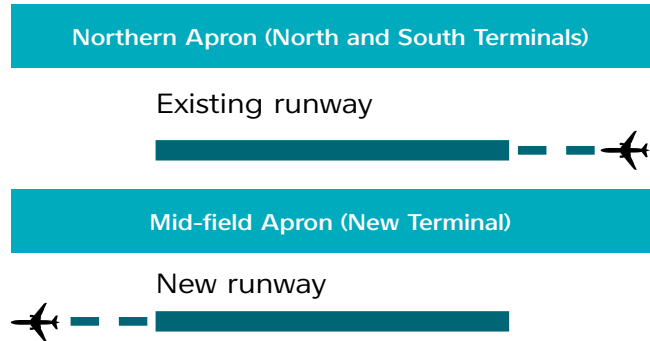 Northern Apron (North and South Terminals)
Existing runway
Mid-field Apron (New Terminal)
New runway